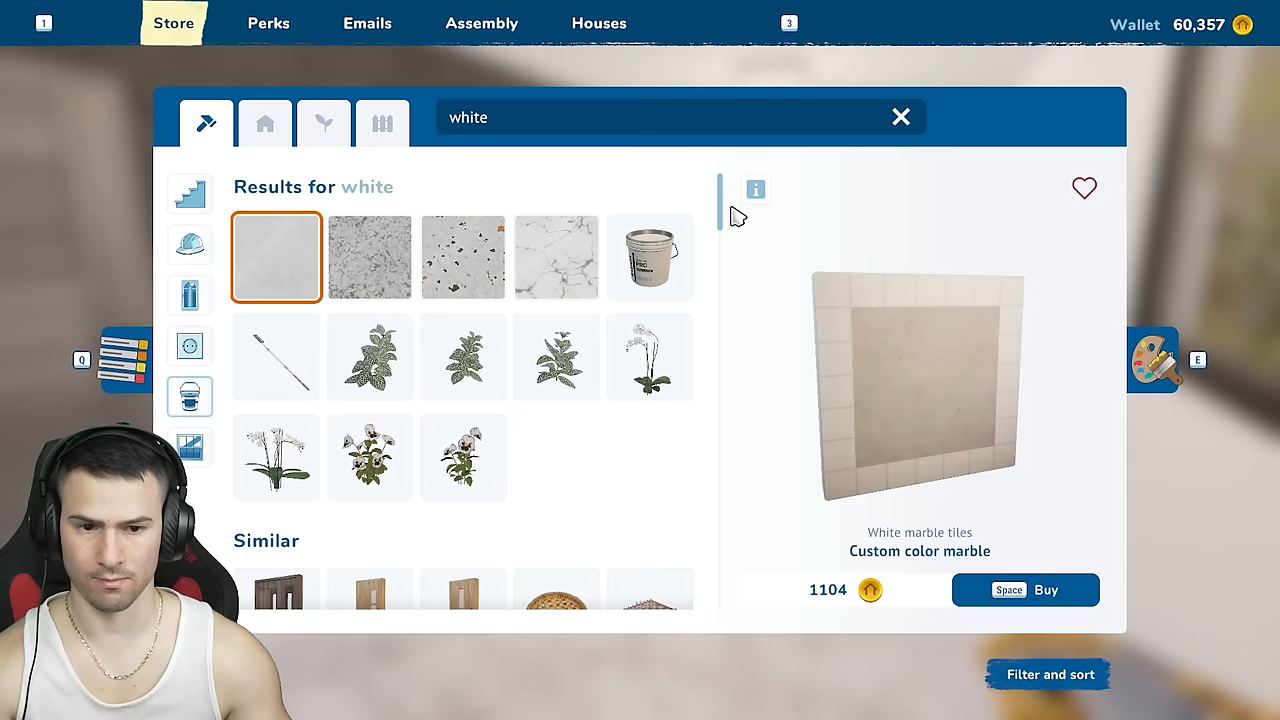 1 Store Perks Emails Assembly Houses 3 Wallet 60,357
white
Results for white
Q
E
Similar
White marble tiles
Custom color marble
1104 Space Buy
Filter and sort